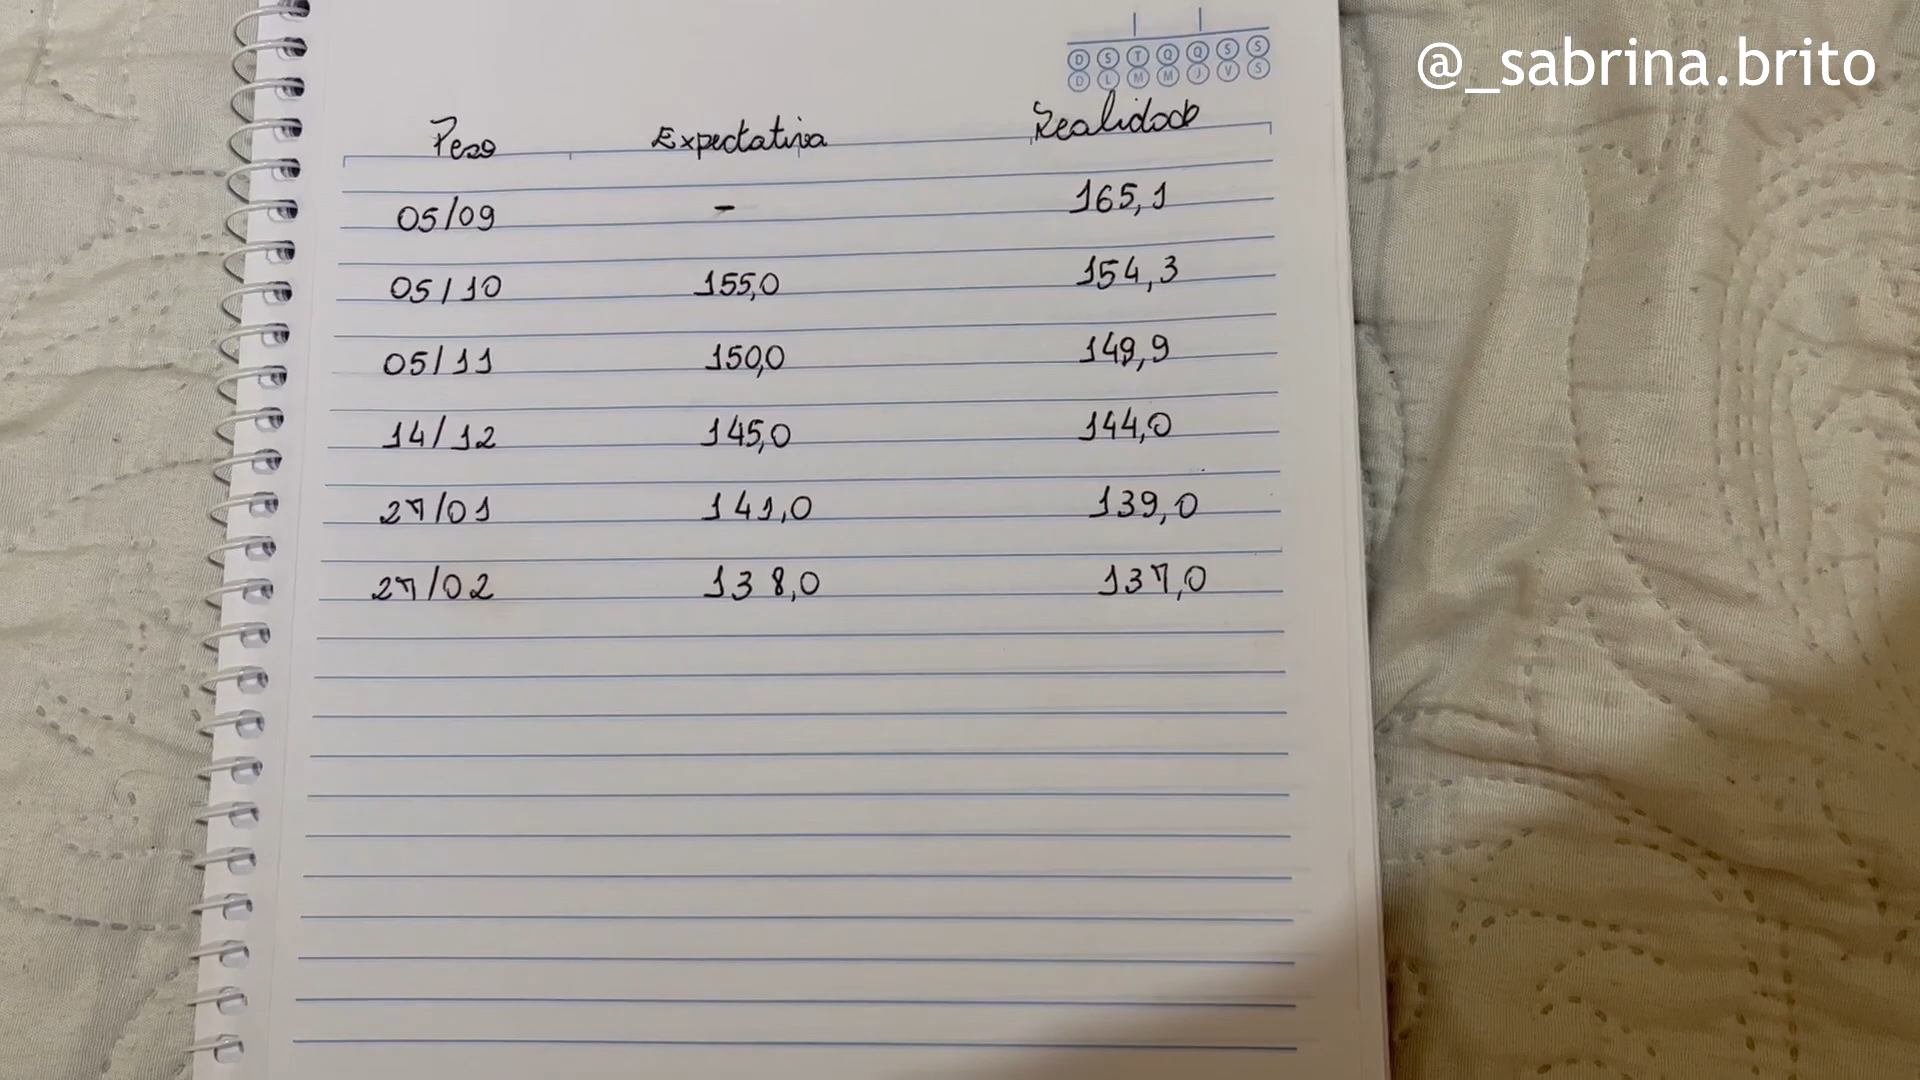 @_sabrina.brito
D S T Q Q S S
D L M M J V S
Peso Expectativa Realidade
05/09 - 165,1
05/10 155,0 154,3
05/11 150,0 149,9
14/12 145,0 144,0
27/01 141,0 139,0
27/02 138,0 137,0